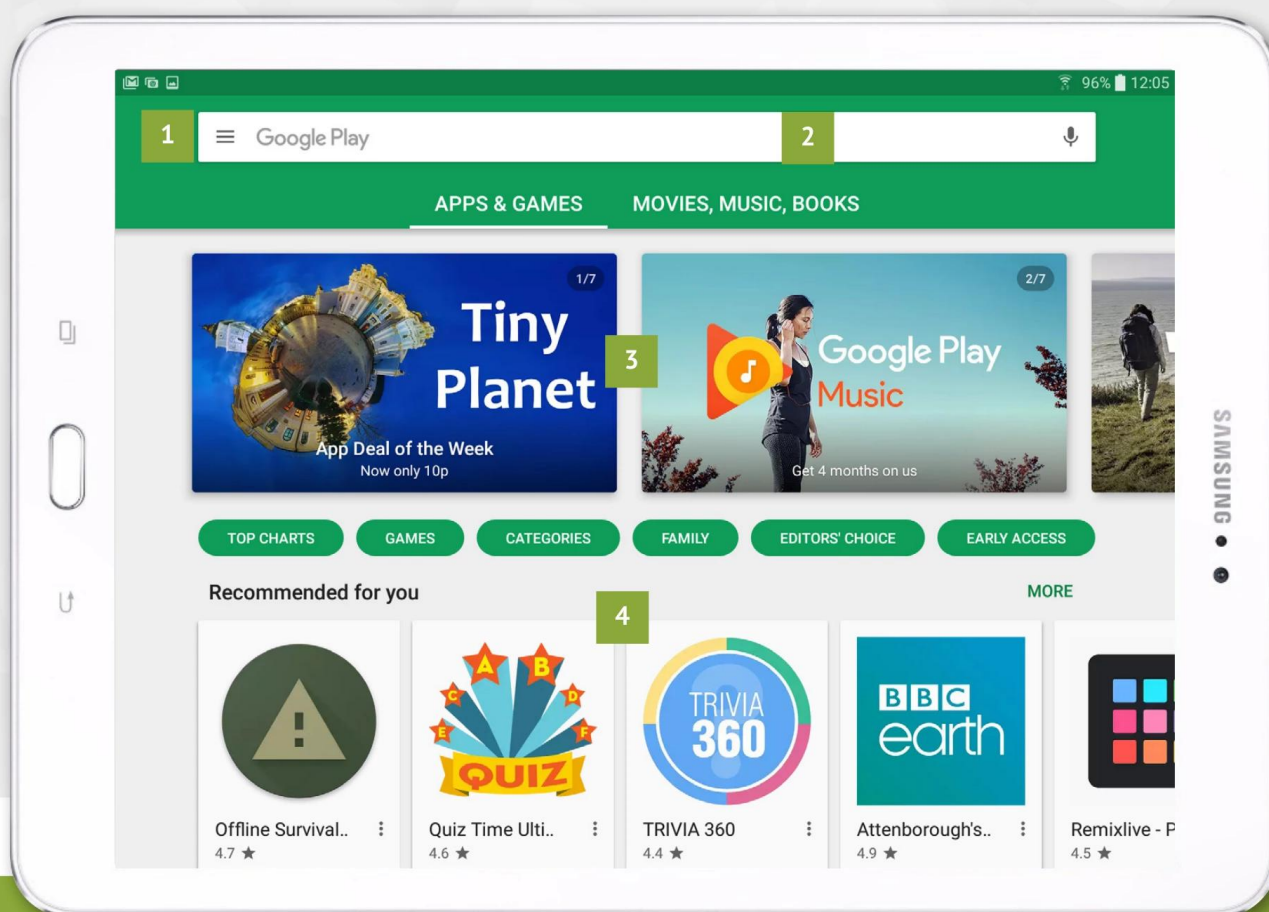 96% 12:05
1
Google Play
2
APPS & GAMES MOVIES, MUSIC, BOOKS
1/7
Tiny
Planet
App Deal of the Week
Now only 10p
3
2/7
Google Play
Music
Get 4 months on us
TOP CHARTS GAMES CATEGORIES FAMILY EDITORS' CHOICE EARLY ACCESS
Recommended for you
MORE
4
A B
C D
E F
QUIZ
TRIVIA
360
BBC
earth
Offline Survival..
4.7 ★
Quiz Time Ulti..
4.6 ★
TRIVIA 360
4.4 ★
Attenborough's..
4.9 ★
Remixlive - P
4.5 ★
SAMSUNG